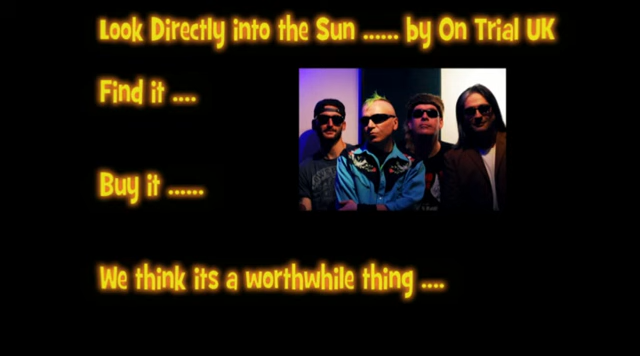 Look Directly into the Sun ...... by On Trial UK
Find it ....
Buy it ......
We think its a worthwhile thing ....